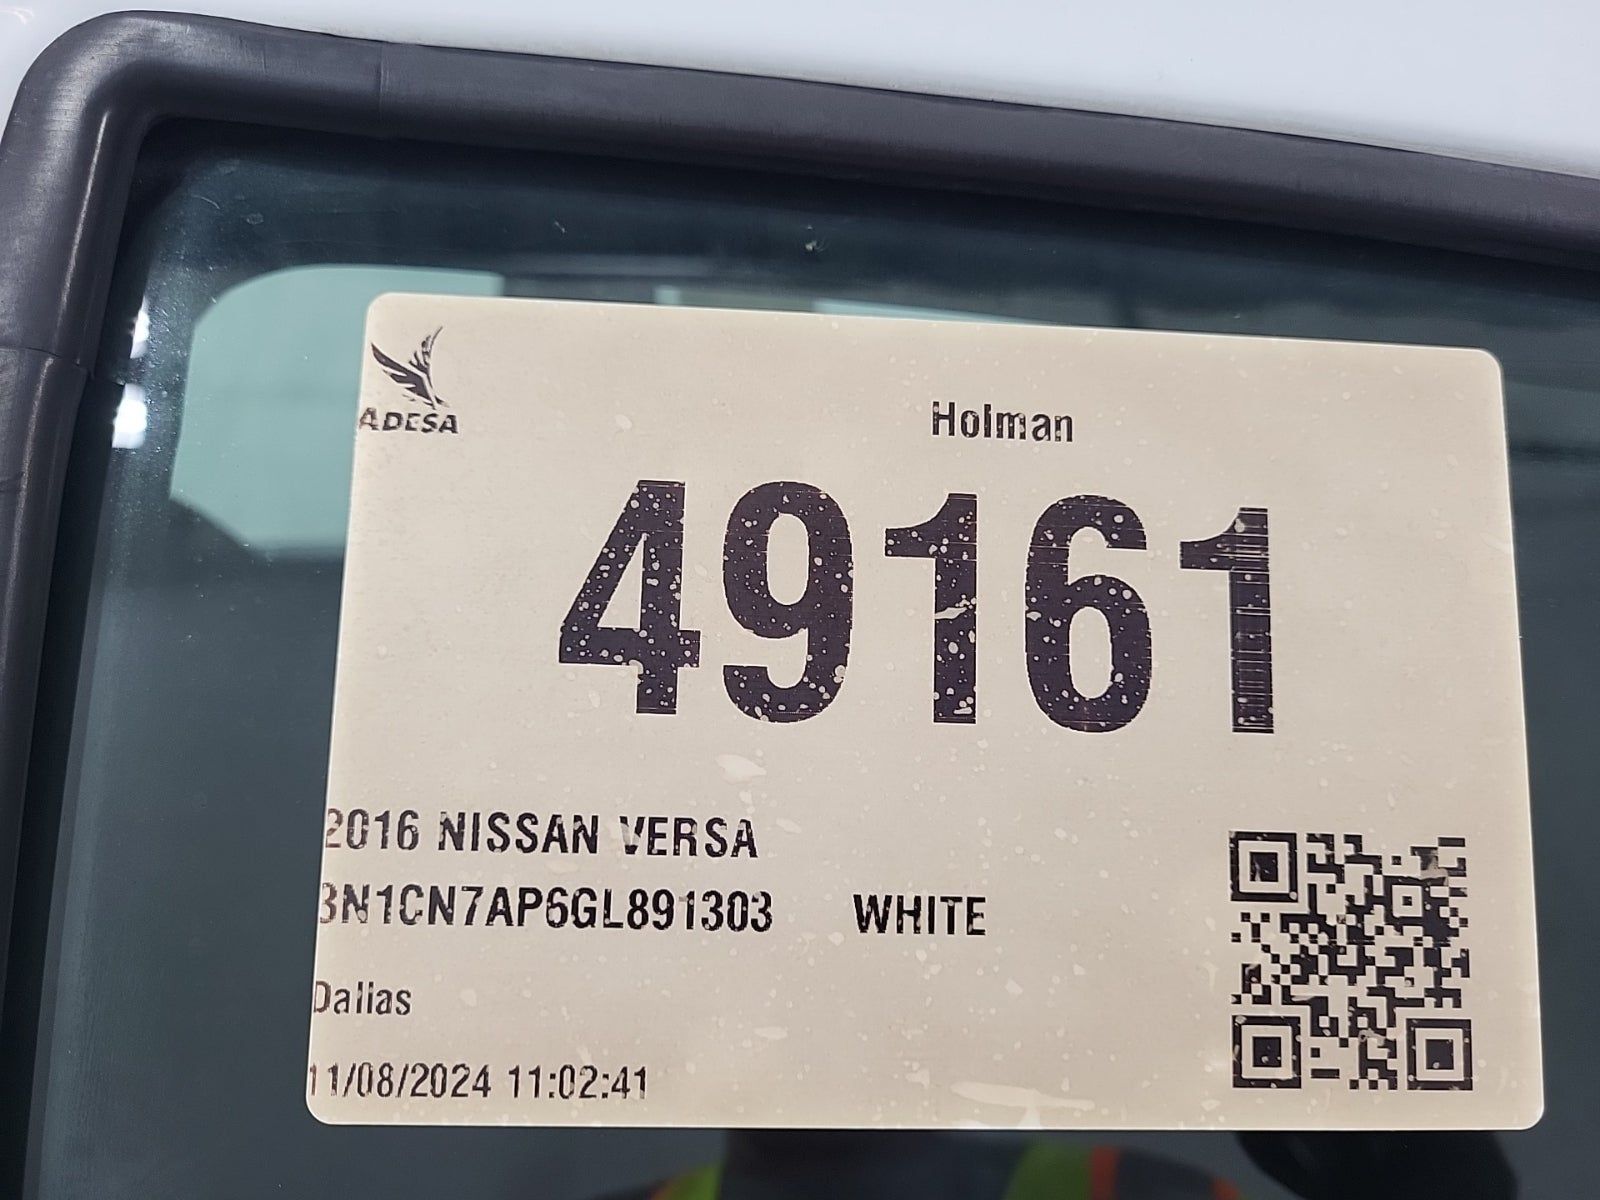 ADESA
Holman
49161
2016 NISSAN VERSA
3N1CN7AP6GL891303 WHITE
Dallas
11/08/2024 11:02:41